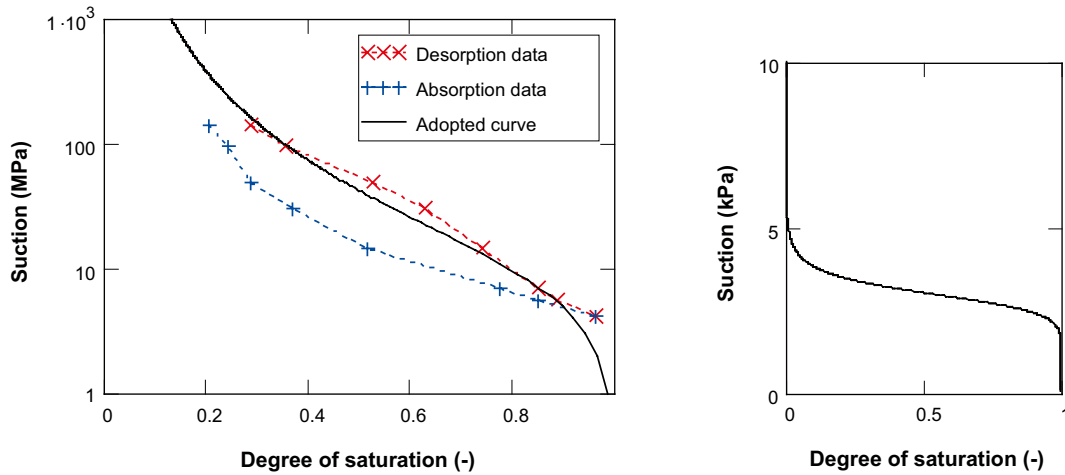 1·10³
100
10
1
Suction (MPa)
0
0.2
0.4
0.6
0.8
Degree of saturation (-)
Desorption data
Absorption data
Adopted curve
10
5
0
Suction (kPa)
0
0.5
1
Degree of saturation (-)